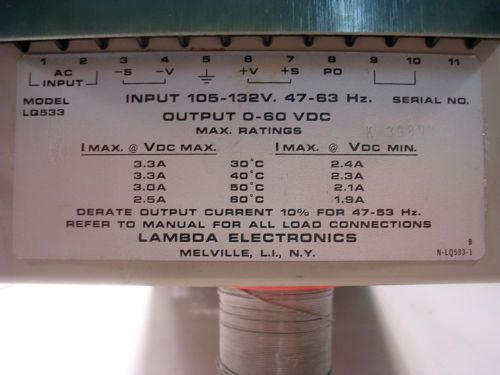 1 2 3 4 5 6 7 8 9 10 11
AC INPUT -S -V +V +S PO
MODEL INPUT 105-132V. 47-63 Hz. SERIAL NO.
LQ533 OUTPUT 0-60 VDC
MAX. RATINGS
I MAX. @ VDC MAX. I MAX. @ VDC MIN.
3.3A 30°C 2.4A
3.3A 40°C 2.3A
3.0A 50°C 2.1A
2.5A 60°C 1.9A
DERATE OUTPUT CURRENT 10% FOR 47-53 Hz.
REFER TO MANUAL FOR ALL LOAD CONNECTIONS
LAMBDA ELECTRONICS B
MELVILLE, L.I., N.Y. N-LQ533-1